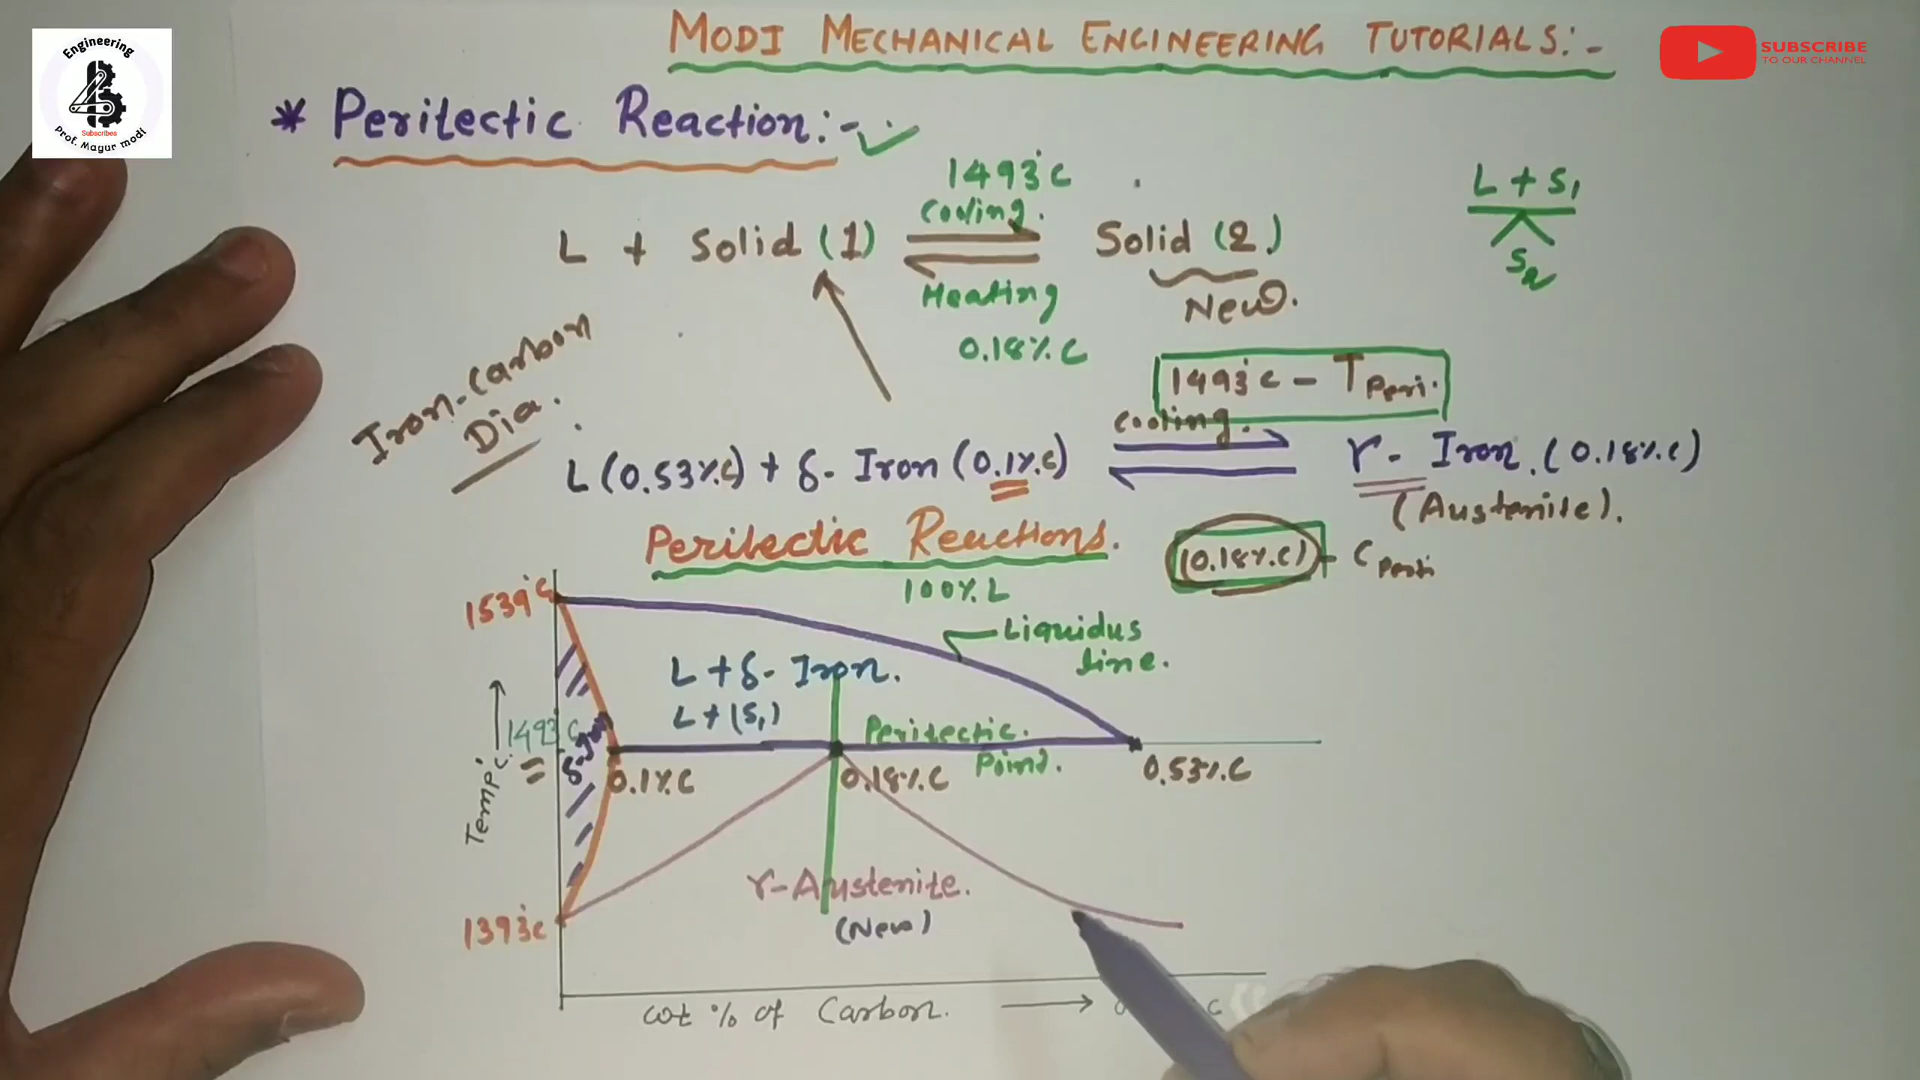 MODI MECHANICAL ENGINEERING TUTORIALS:-
SUBSCRIBE
TO OUR CHANNEL
Engineering
Subscribes
Prof. Mayur modi
* Peritectic Reaction:-
1493°C
Cooling.
L + Solid (1) ⇌ Solid (2)
Heating
New.
0.18%C
L + S1
S2
Iron-Carbon
Dia.
1493°C - TPeri.
Cooling.
L (0.53%C) + δ- Iron (0.1%C) ⇌ γ- Iron. (0.18%C)
(Austenite).
Peritectic Reactions.
(0.18%C) - CPeri
100%L
1539°C
Liquidus
line.
L + δ- Iron.
L + (S1)
1493°C
δ-Iron
Peritectic
Point.
0.1%C
0.18%C
0.53%C
Temp°C
γ-Austenite.
(New)
1393°C
wt % of Carbon. →